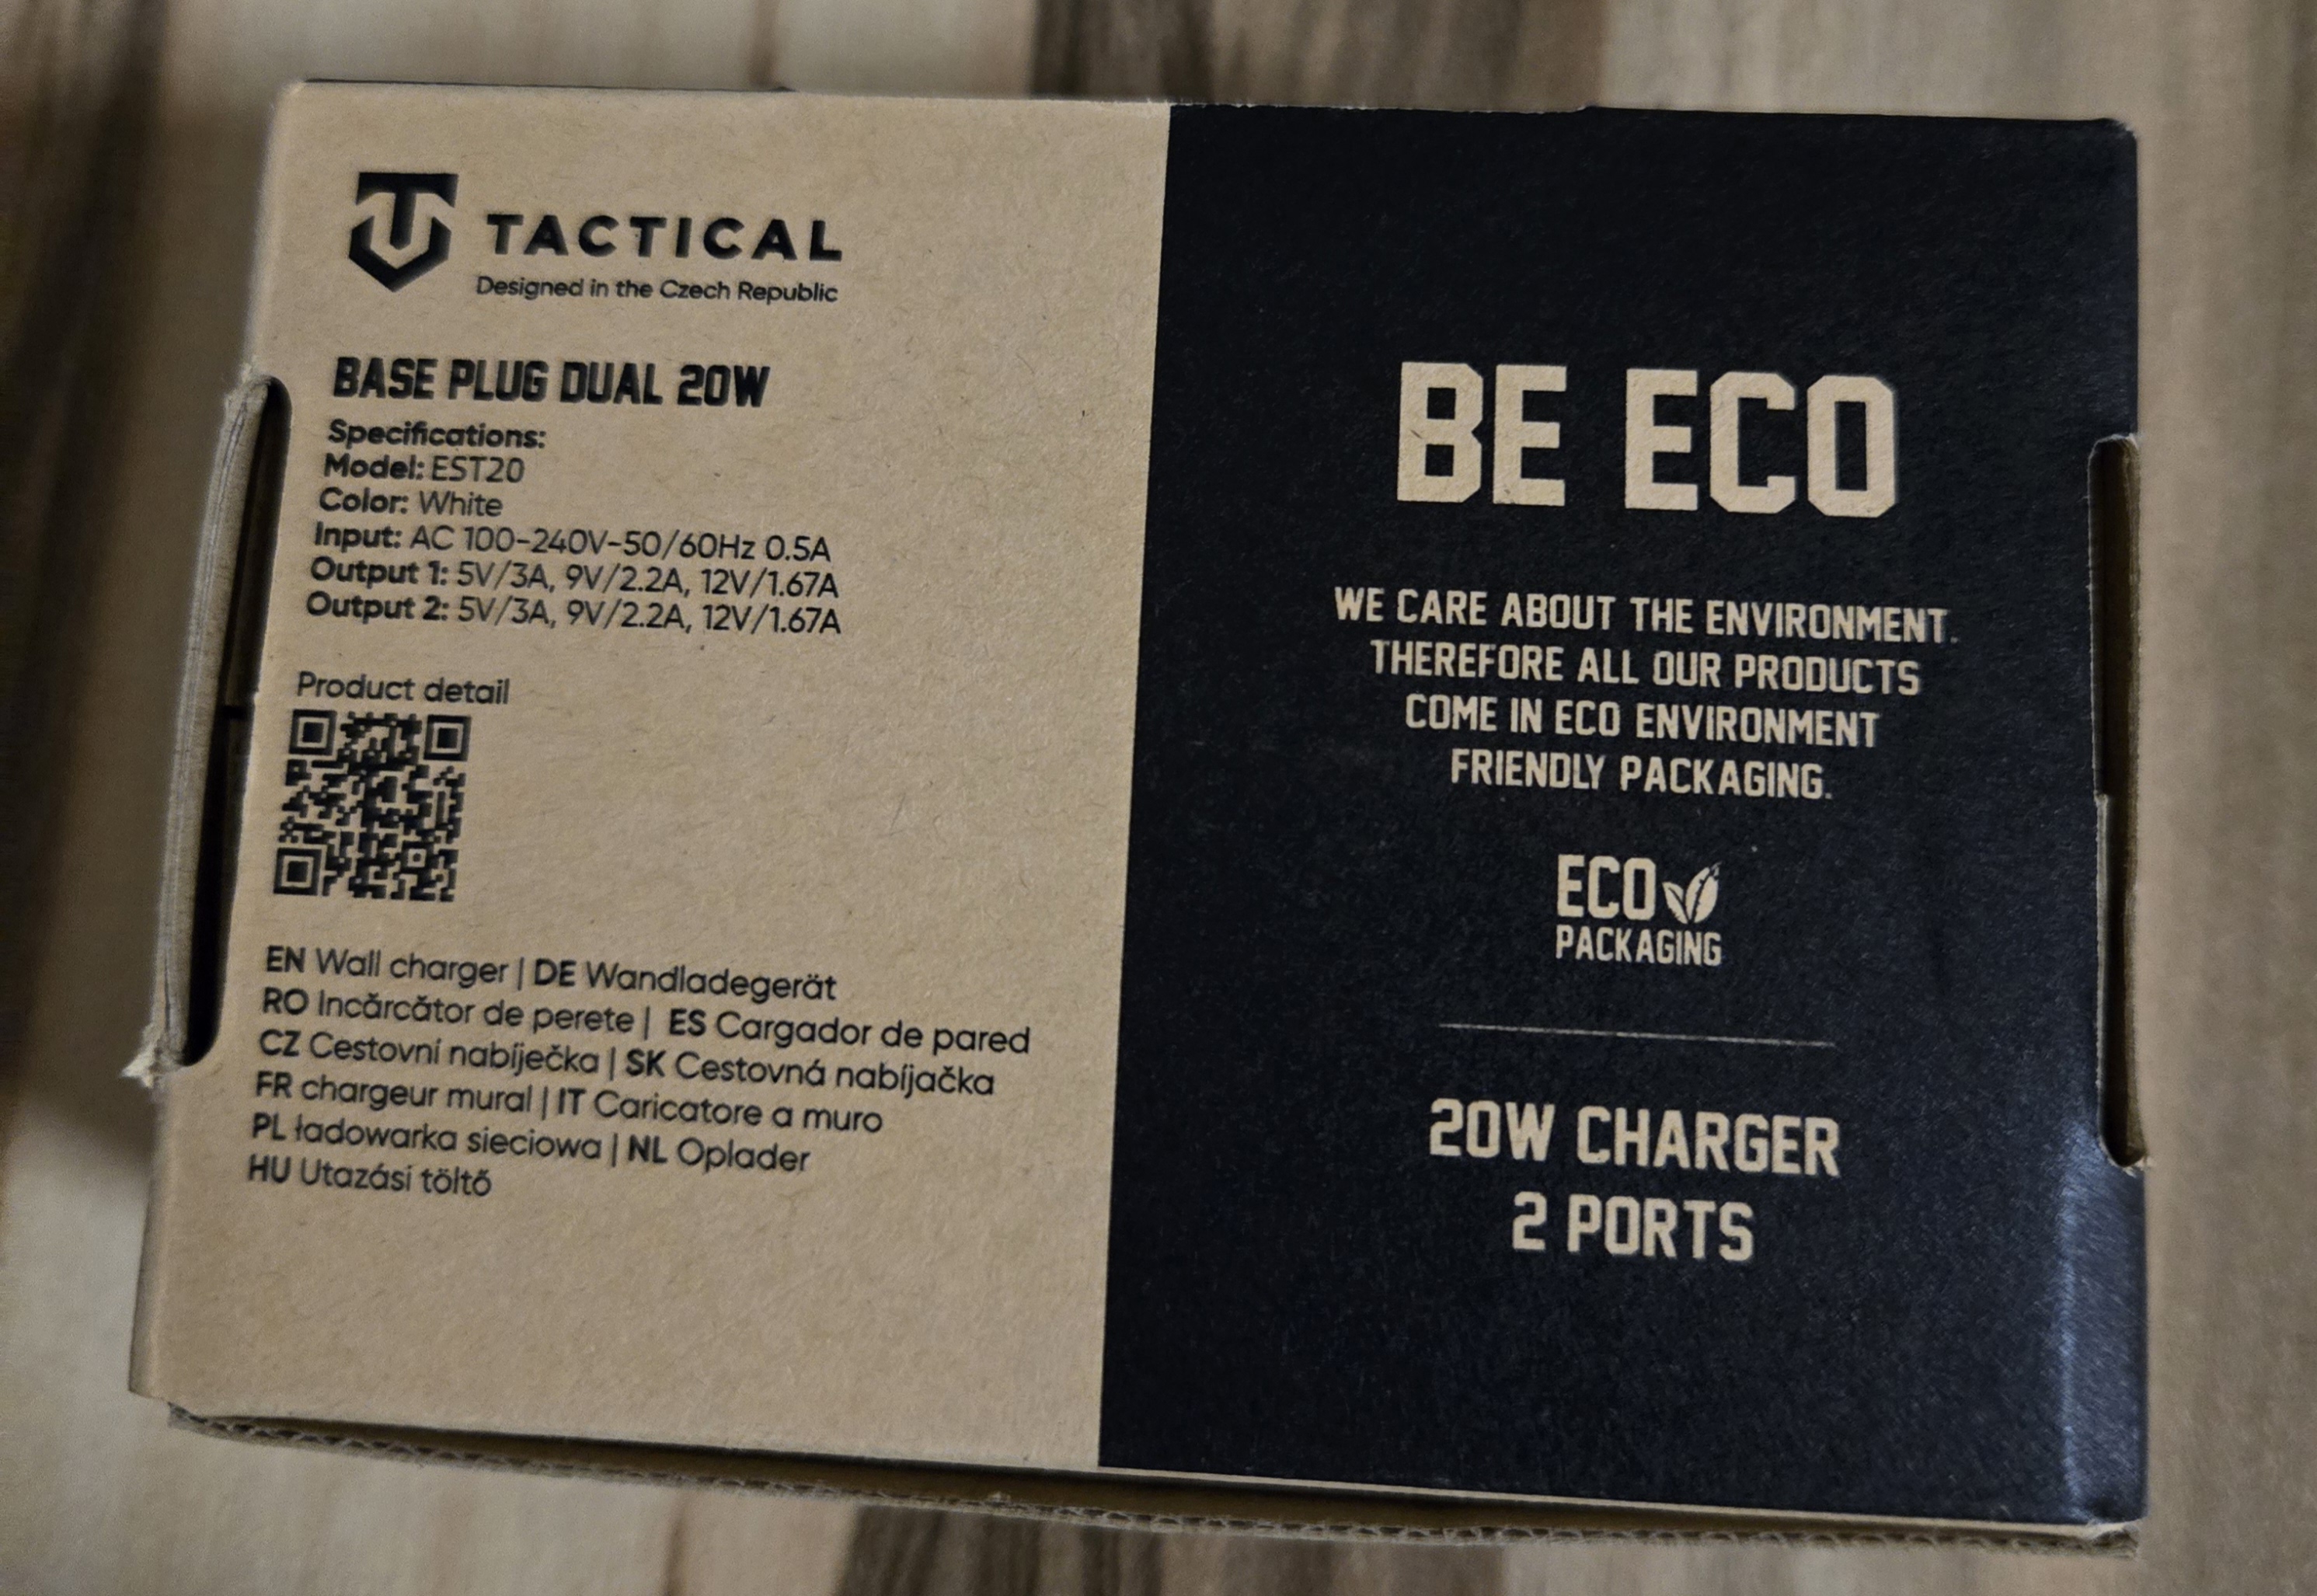 TACTICAL
Designed in the Czech Republic
BASE PLUG DUAL 20W
Specifications:
Model: EST20
Color: White
Input: AC 100-240V-50/60Hz 0.5A
Output 1: 5V/3A, 9V/2.2A, 12V/1.67A
Output 2: 5V/3A, 9V/2.2A, 12V/1.67A
Product detail
EN Wall charger | DE Wandladegerät
RO Incărcător de perete | ES Cargador de pared
CZ Cestovní nabíječka | SK Cestovná nabíjačka
FR chargeur mural | IT Caricatore a muro
PL ładowarka sieciowa | NL Oplader
HU Utazási töltő
BE ECO
WE CARE ABOUT THE ENVIRONMENT.
THEREFORE ALL OUR PRODUCTS
COME IN ECO ENVIRONMENT
FRIENDLY PACKAGING.
ECO
PACKAGING
20W CHARGER
2 PORTS